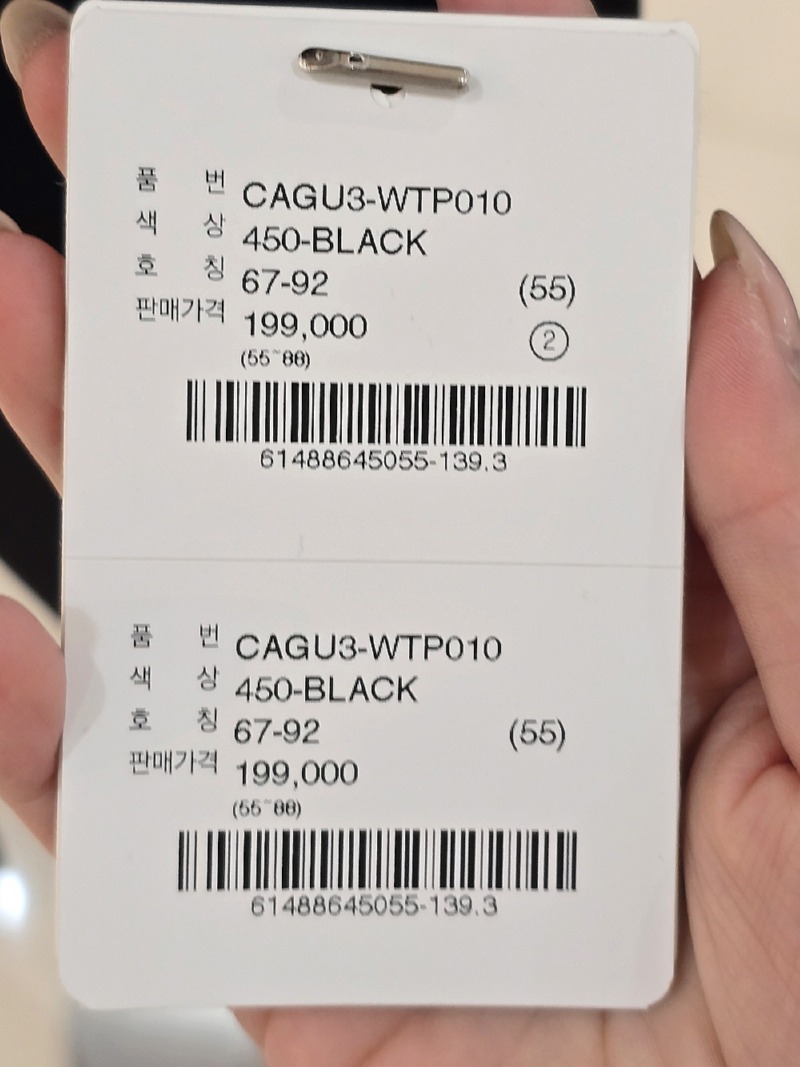 품 번 CAGU3-WTP010
색 상 450-BLACK
호 칭 67-92 (55)
판매가격 199,000 ②
(55~88)
61488645055-139.3
품 번 CAGU3-WTP010
색 상 450-BLACK
호 칭 67-92 (55)
판매가격 199,000
(55~88)
61488645055-139.3